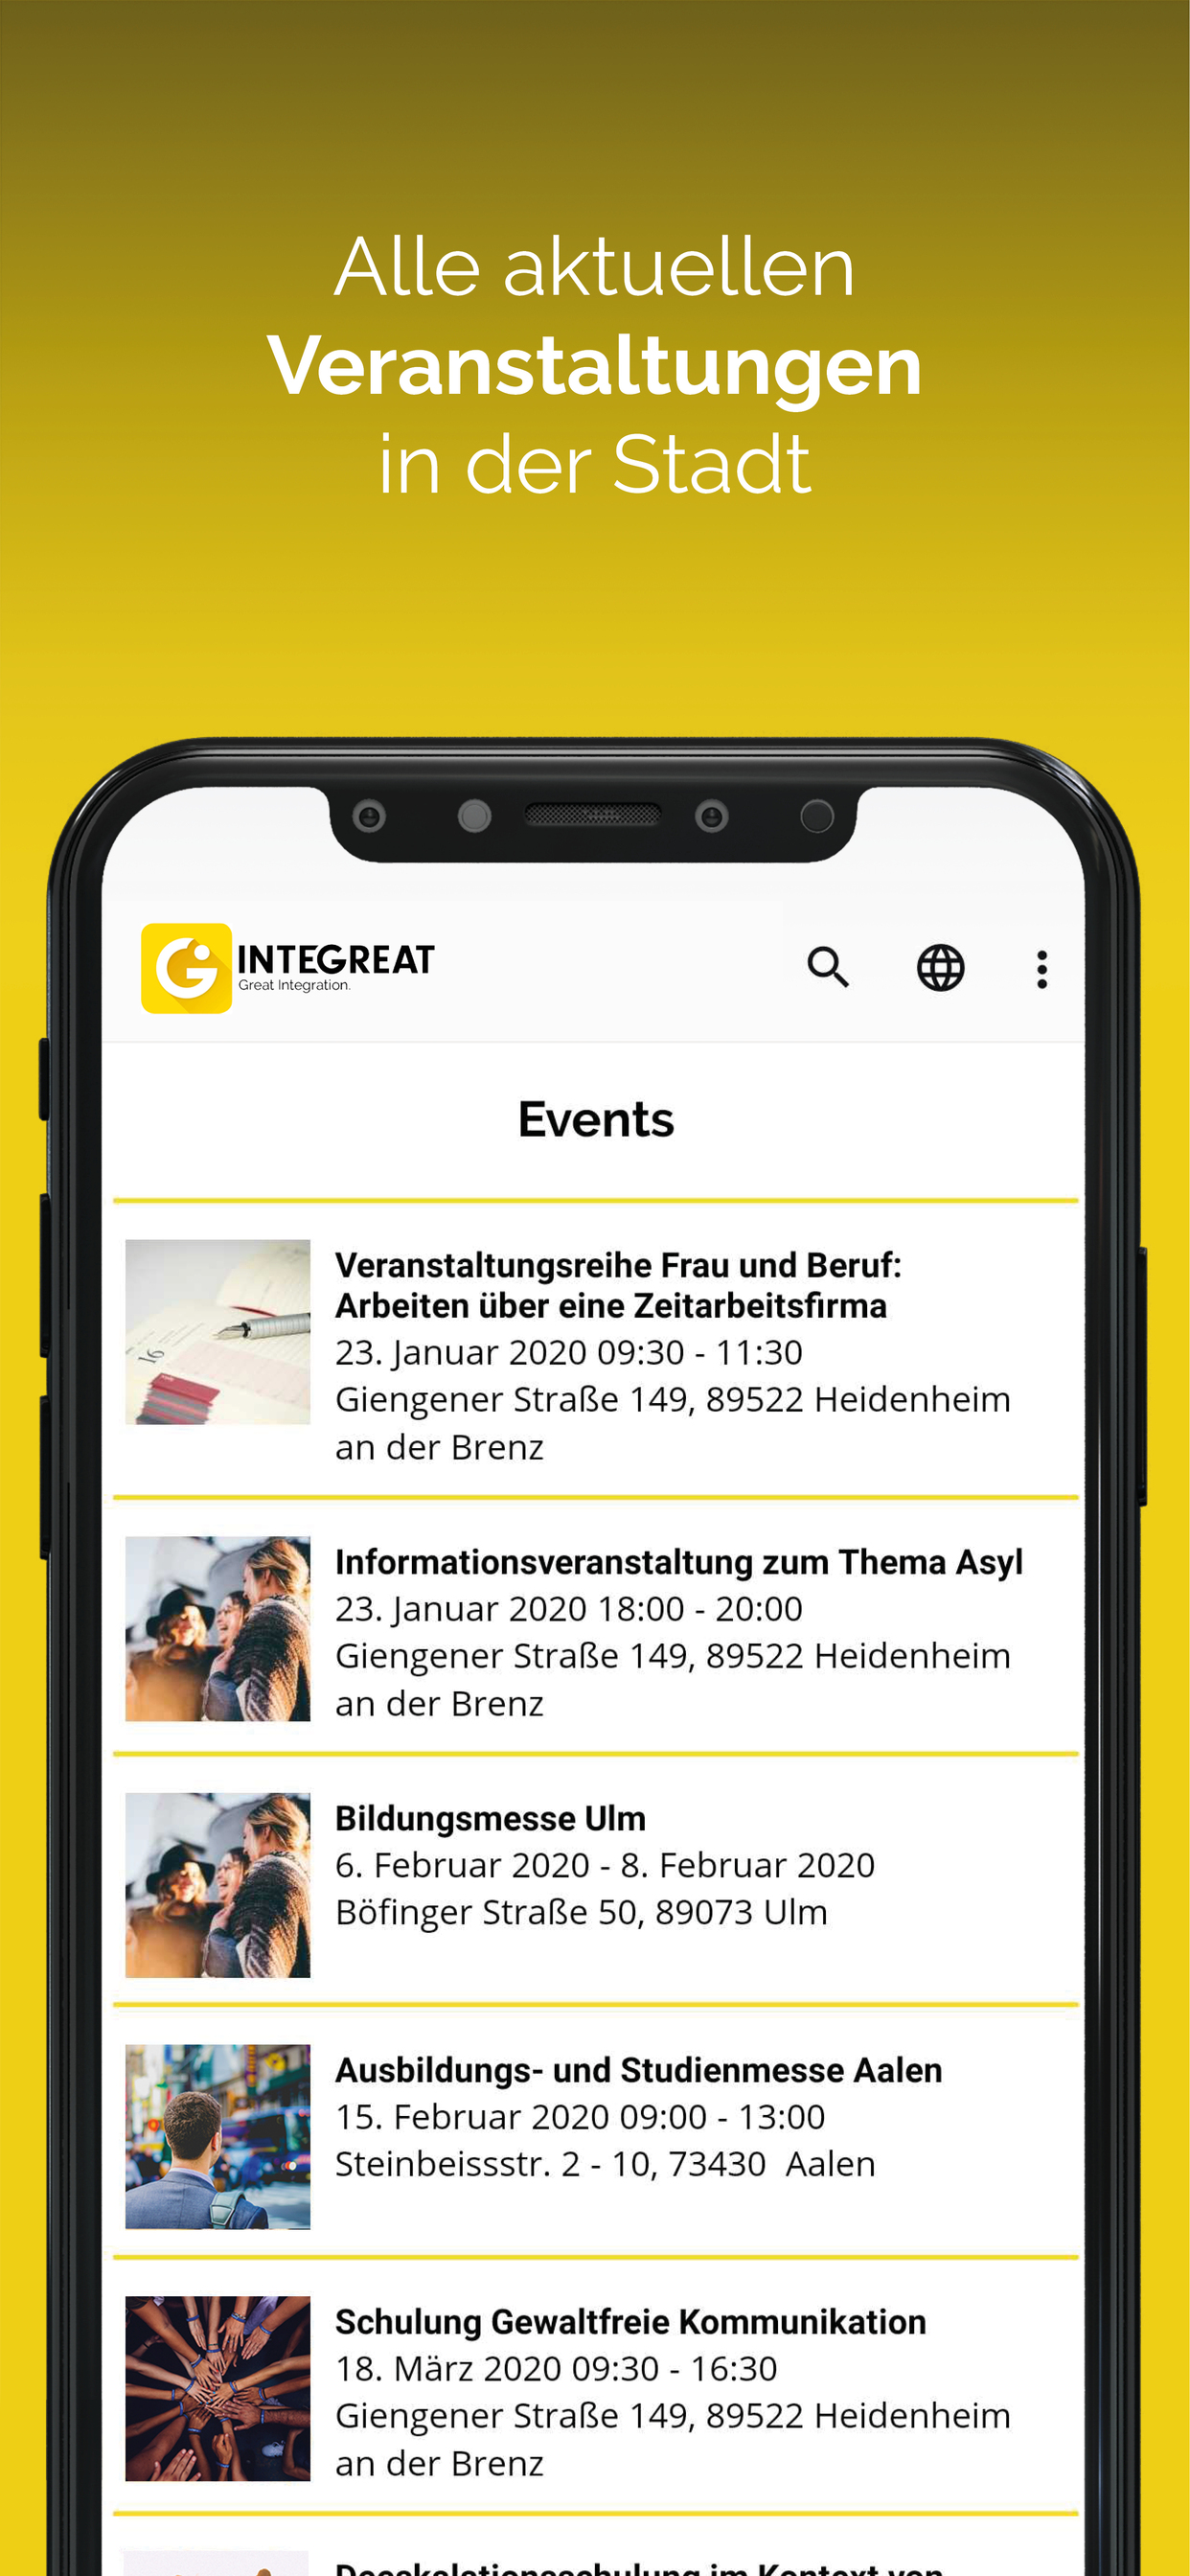 Alle aktuellen
Veranstaltungen
in der Stadt
INTEGREAT
Great Integration.
Events
Veranstaltungsreihe Frau und Beruf:
Arbeiten über eine Zeitarbeitsfirma
23. Januar 2020 09:30 - 11:30
Giengener Straße 149, 89522 Heidenheim
an der Brenz
Informationsveranstaltung zum Thema Asyl
23. Januar 2020 18:00 - 20:00
Giengener Straße 149, 89522 Heidenheim
an der Brenz
Bildungsmesse Ulm
6. Februar 2020 - 8. Februar 2020
Böfinger Straße 50, 89073 Ulm
Ausbildungs- und Studienmesse Aalen
15. Februar 2020 09:00 - 13:00
Steinbeissstr. 2 - 10, 73430  Aalen
Schulung Gewaltfreie Kommunikation
18. März 2020 09:30 - 16:30
Giengener Straße 149, 89522 Heidenheim
an der Brenz
Deeskalationsschulung im Kontext von